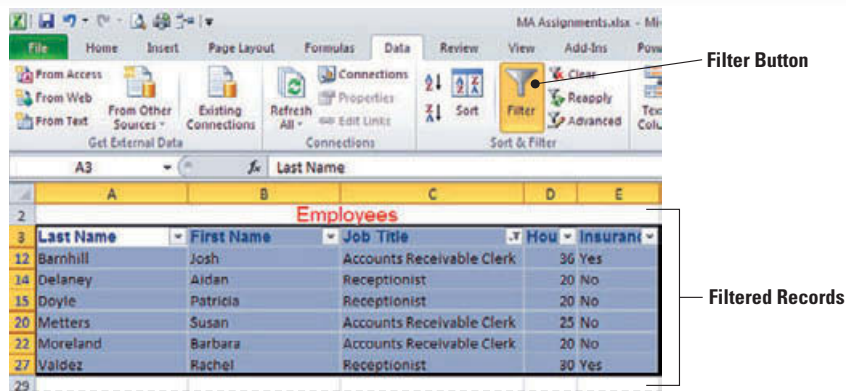 MA Assignments.xlsx - Mi
File Home Insert Page Layout Formulas Data Review View Add-Ins Pow
From Access
From Web
From Text
From Other Sources
Existing Connections
Get External Data
Refresh All
Connections
Properties
Edit Links
Connections
Sort
Filter
Clear
Reapply
Advanced
Sort & Filter
Tex
Colu
Filter Button
A3 fx Last Name
A B C D E
2 Employees
3 Last Name First Name Job Title Hou Insuranc
12 Barnhill Josh Accounts Receivable Clerk 36 Yes
14 Delaney Aidan Receptionist 20 No
15 Doyle Patricia Receptionist 20 No
20 Metters Susan Accounts Receivable Clerk 25 No
22 Moreland Barbara Accounts Receivable Clerk 20 No
27 Valdez Rachel Receptionist 30 Yes
29
Filtered Records